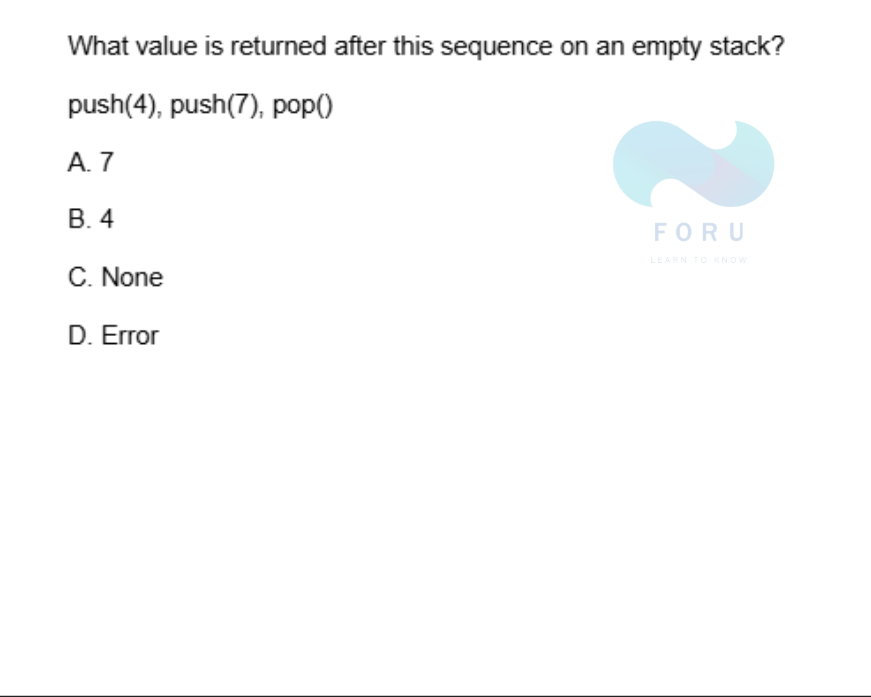 What value is returned after this sequence on an empty stack?
push(4), push(7), pop()
A. 7
B. 4
C. None
D. Error
FORU
LEARN TO KNOW